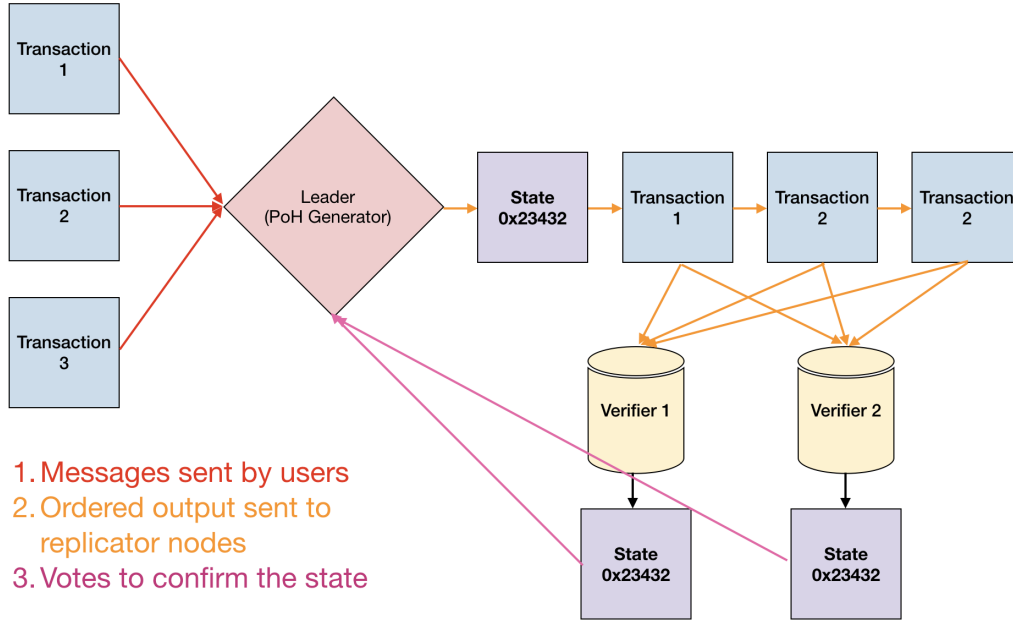 Transaction
1
Transaction
2
Transaction
3
Leader
(PoH Generator)
State
0x23432
Transaction
1
Transaction
2
Transaction
2
Verifier 1
Verifier 2
State
0x23432
State
0x23432
1. Messages sent by users
2. Ordered output sent to
replicator nodes
3. Votes to confirm the state